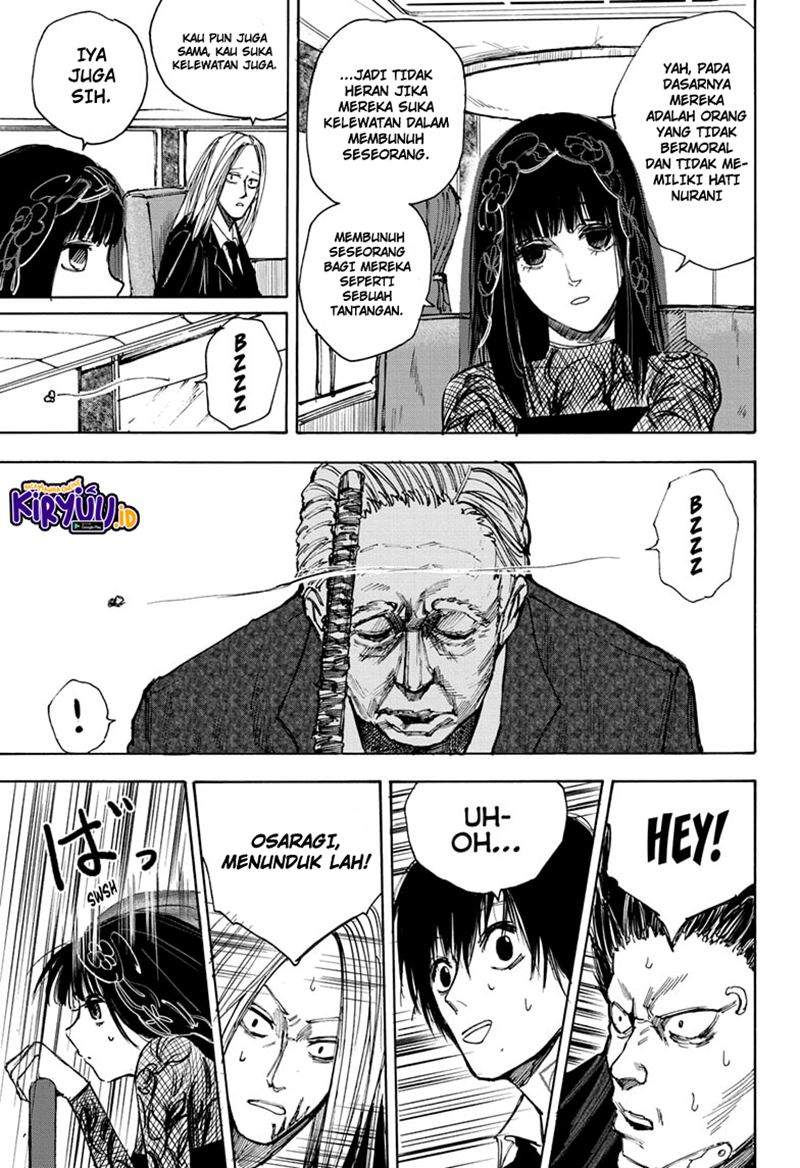 YAH, PADA
DASARNYA
MEREKA
ADALAH ORANG
YANG TIDAK
BERMORAL
DAN TIDAK ME-
MILIKI HATI
NURANI
...JADI TIDAK
HERAN JIKA
MEREKA SUKA
KELEWATAN DALAM
MEMBUNUH
SESEORANG.
MEMBUNUH
SESEORANG
BAGI MEREKA
SEPERTI
SEBUAH
TANTANGAN.
KAU PUN JUGA
SAMA, KAU SUKA
KELEWATAN JUGA.
IYA
JUGA
SIH.
BZZZ
BZZZ
KIRYUU.ID
!
HEY!
UH-
OH...
OSARAGI,
MENUNDUK LAH!
ばっ
SWSH